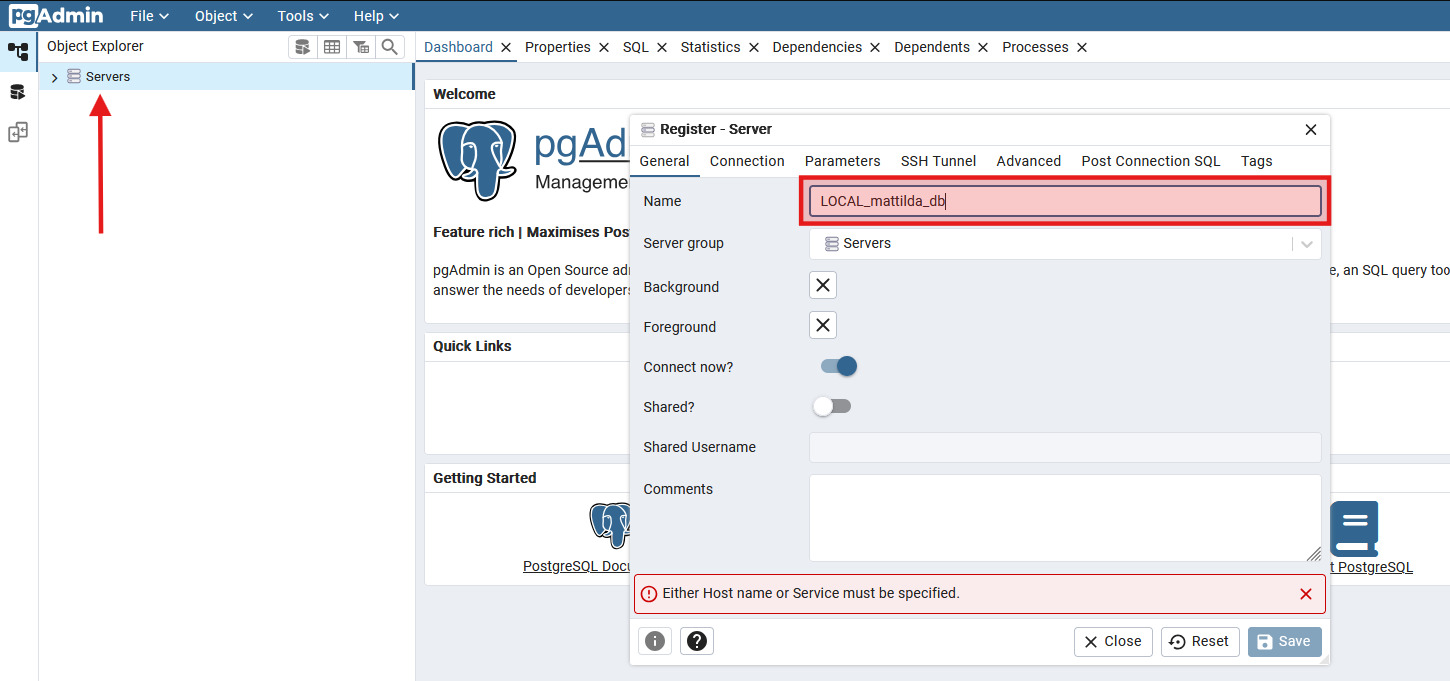 pgAdmin File Object Tools Help
Object Explorer
Servers
Dashboard Properties SQL Statistics Dependencies Dependents Processes
Welcome
pgAd
Manageme
Feature rich | Maximises Pos
pgAdmin is an Open Source ad
e, an SQL query too
answer the needs of developers
Quick Links
Getting Started
PostgreSQL Docu
t PostgreSQL
Register - Server
General Connection Parameters SSH Tunnel Advanced Post Connection SQL Tags
Name LOCAL_mattilda_db
Server group Servers
Background
Foreground
Connect now?
Shared?
Shared Username
Comments
Either Host name or Service must be specified.
Close Reset Save